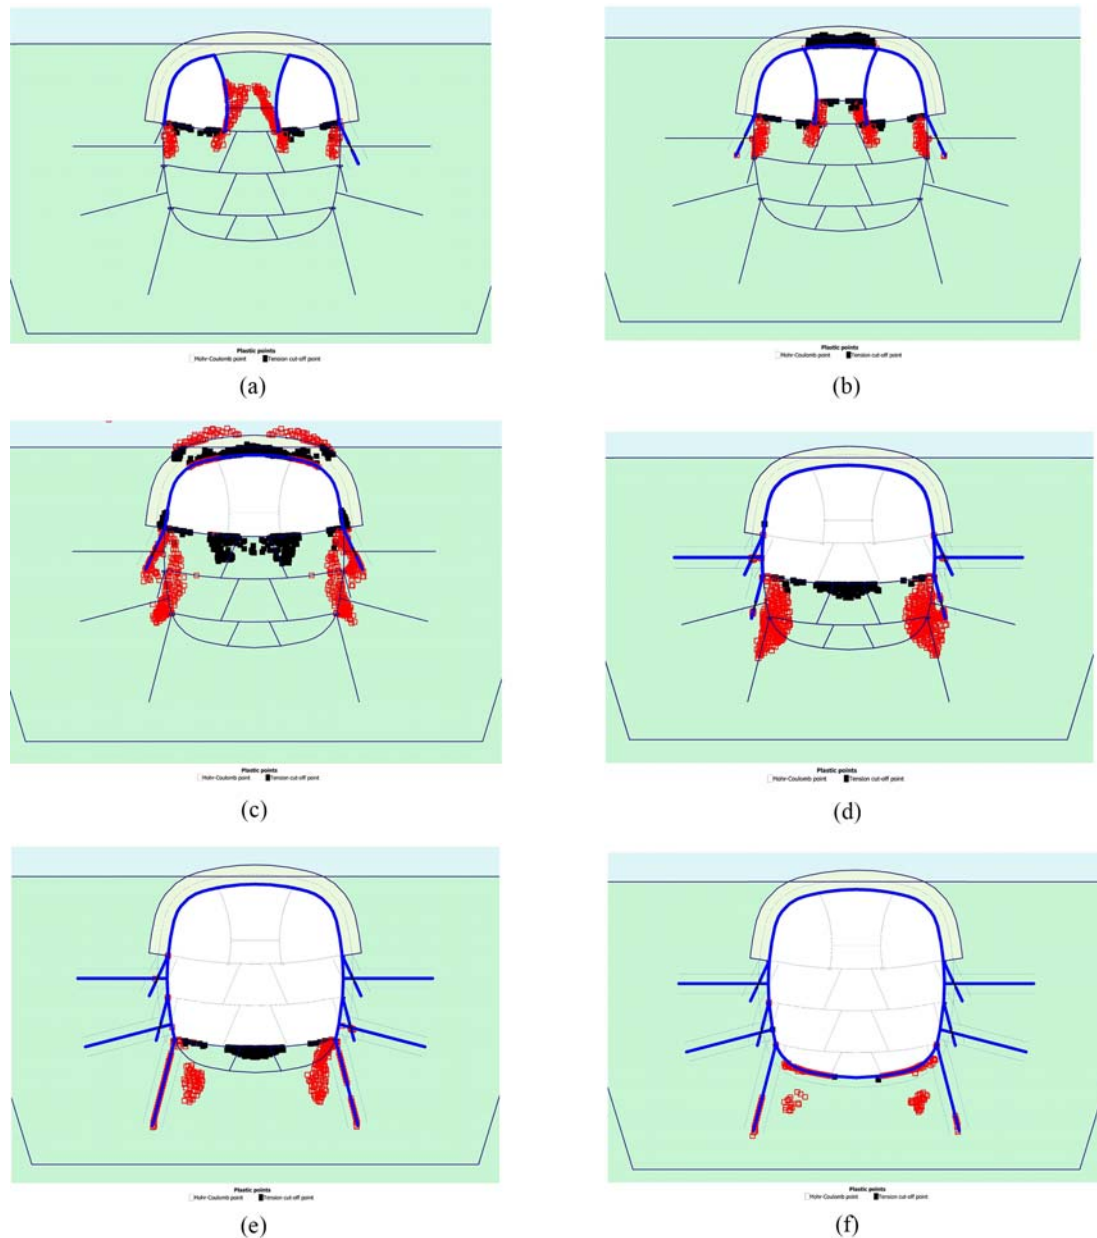 Plastic points
Mohr-Coulomb point Tension cut-off point
(a)
Plastic points
Mohr-Coulomb point Tension cut-off point
(b)
Plastic points
Mohr-Coulomb point Tension cut-off point
(c)
Plastic points
Mohr-Coulomb point Tension cut-off point
(d)
Plastic points
Mohr-Coulomb point Tension cut-off point
(e)
Plastic points
Mohr-Coulomb point Tension cut-off point
(f)